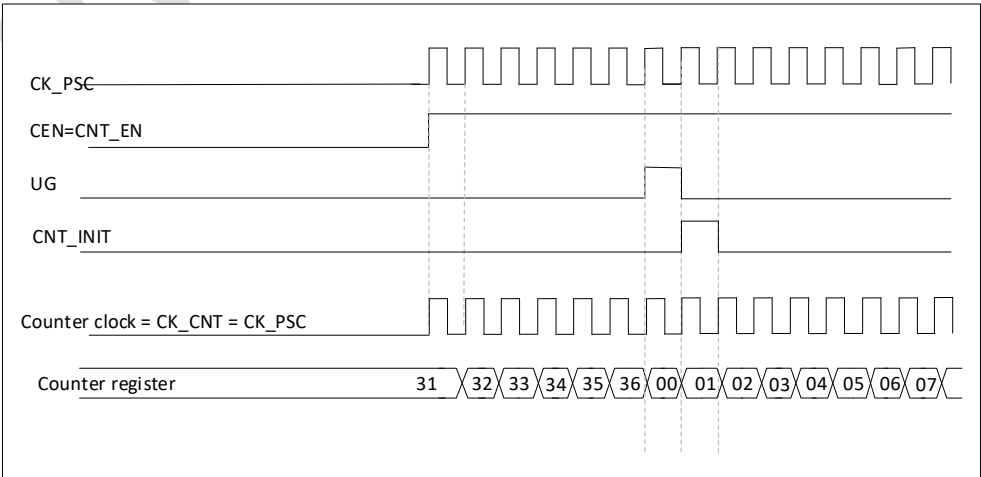 CK_PSC
CEN=CNT_EN
UG
CNT_INIT
Counter clock = CK_CNT = CK_PSC
Counter register 31 32 33 34 35 36 00 01 02 03 04 05 06 07